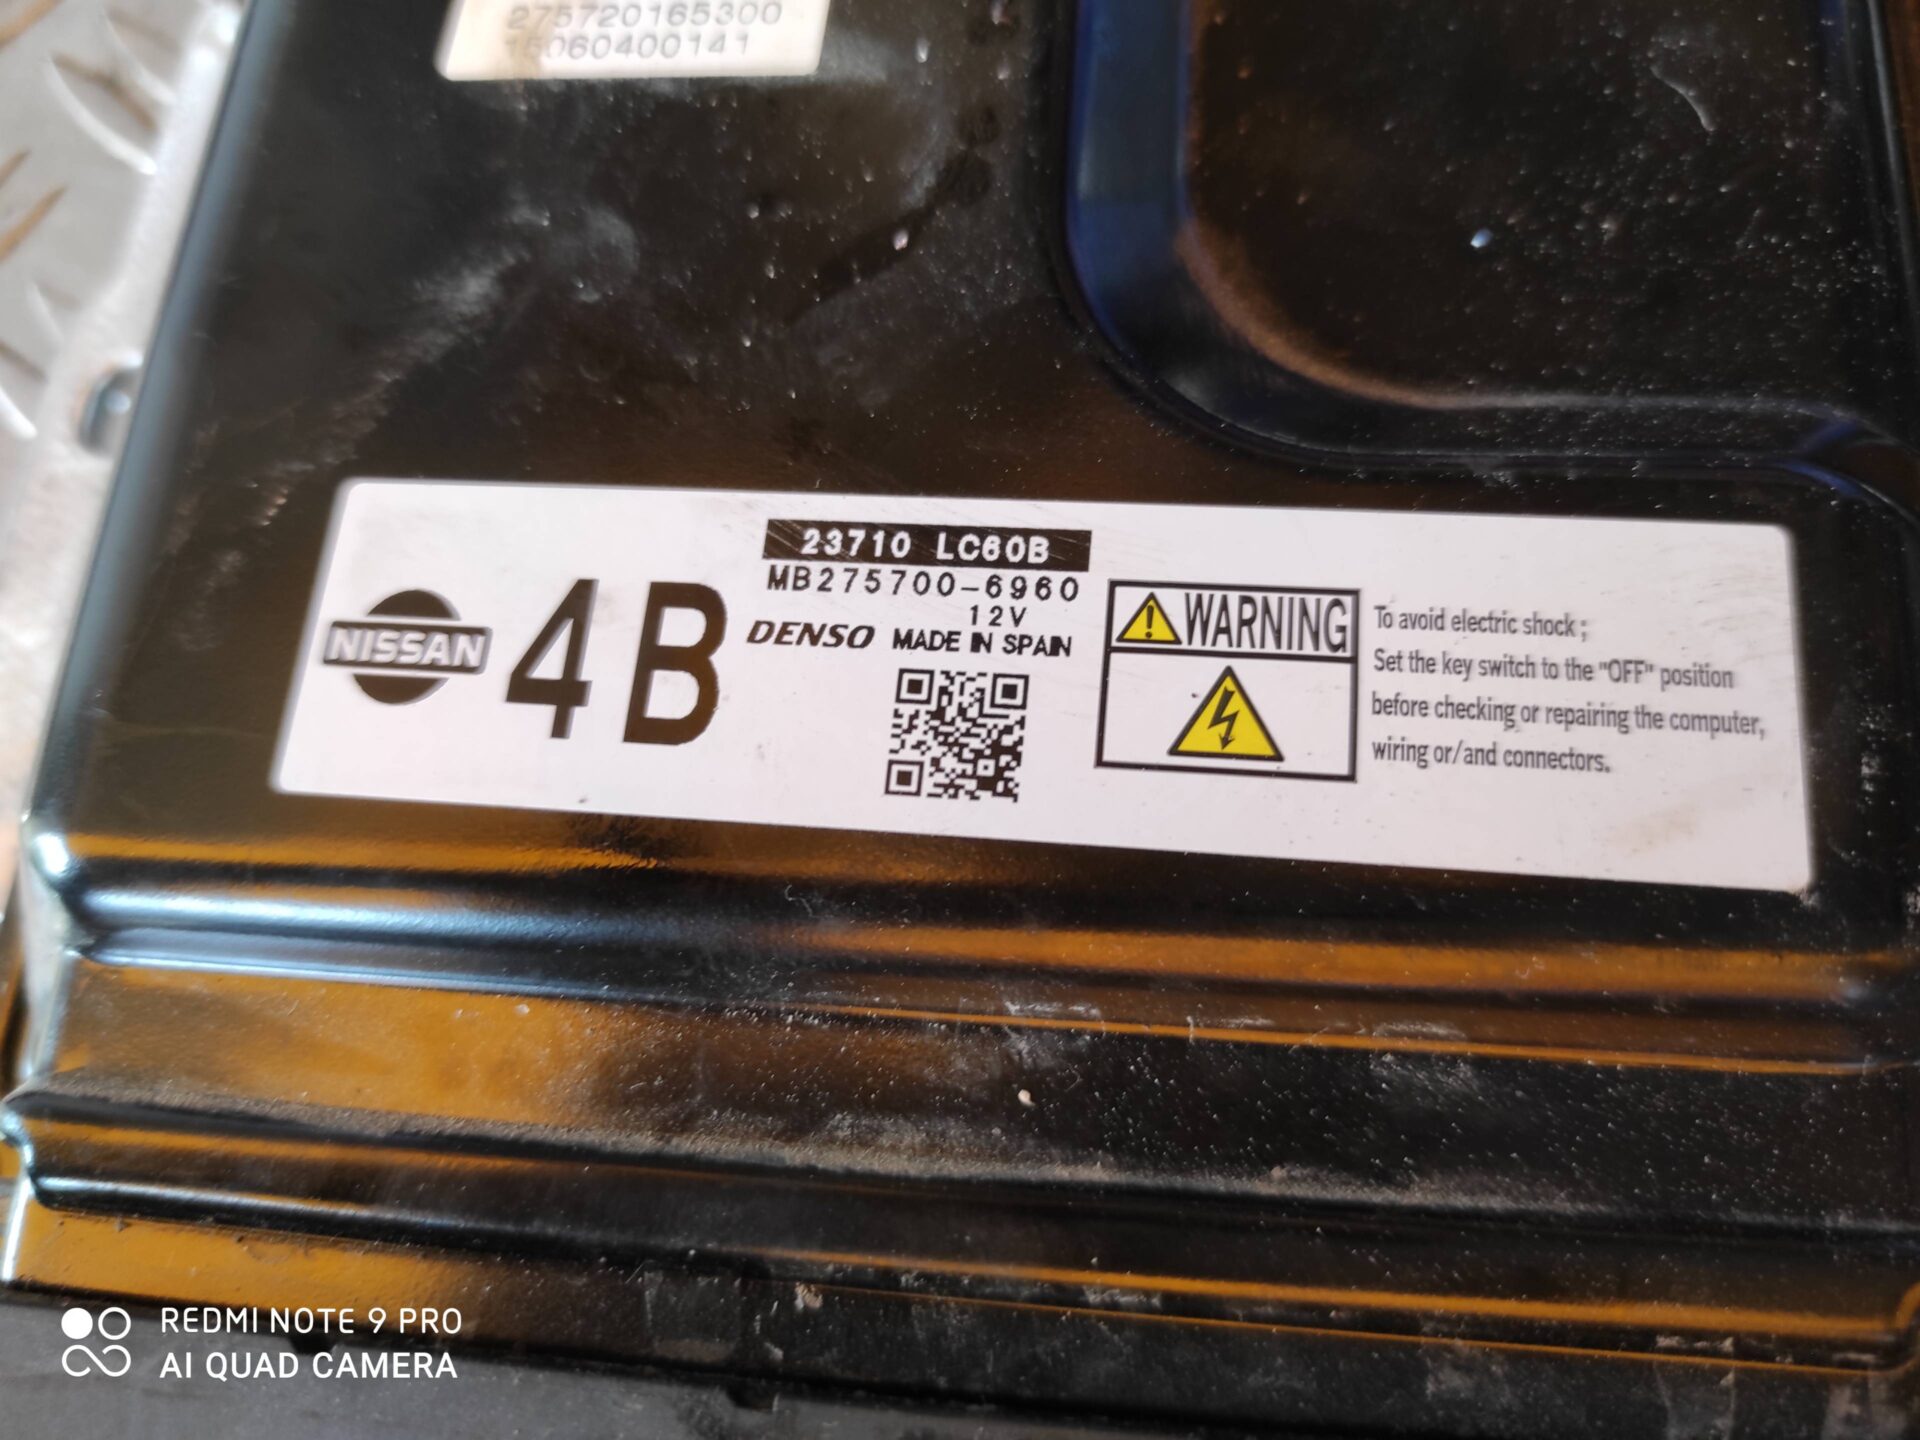 275720165300
15060400141
23710 LC60B
MB275700-6960
12V
NISSAN
4B
DENSO MADE IN SPAIN
WARNING
To avoid electric shock;
Set the key switch to the "OFF" position
before checking or repairing the computer,
wiring or/and connectors.
REDMI NOTE 9 PRO
AI QUAD CAMERA